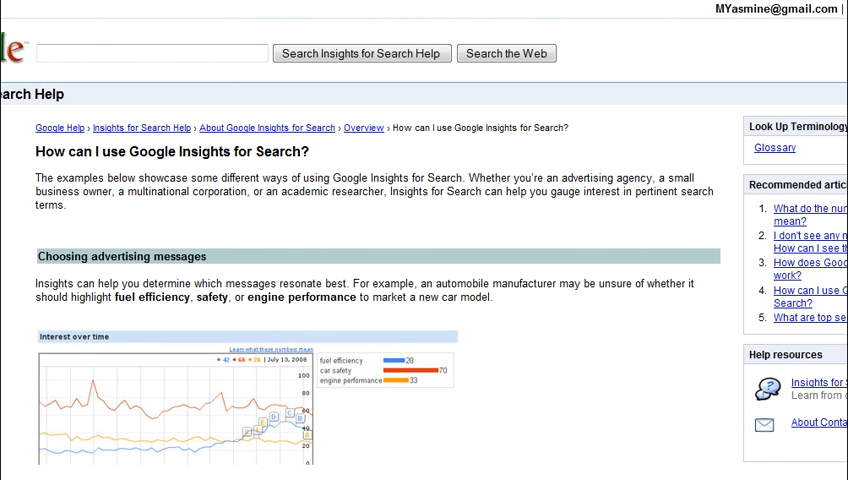 MYasmine@gmail.com |
le™
Search Insights for Search Help
Search the Web
earch Help
Google Help › Insights for Search Help › About Google Insights for Search › Overview › How can I use Google Insights for Search?
How can I use Google Insights for Search?
The examples below showcase some different ways of using Google Insights for Search. Whether you're an advertising agency, a small
business owner, a multinational corporation, or an academic researcher, Insights for Search can help you gauge interest in pertinent search
terms.
Choosing advertising messages
Insights can help you determine which messages resonate best. For example, an automobile manufacturer may be unsure of whether it
should highlight fuel efficiency, safety, or engine performance to market a new car model.
Interest over time
Learn what these numbers mean
42 68 28 | July 13, 2008
100
80
40
20
0
D
C
B
E
fuel efficiency 28
car safety 70
engine performance 33
Look Up Terminology
Glossary
Recommended artic
1. What do the nu
mean?
2. I don't see any n
How can I see th
3. How does Goo
work?
4. How can I use G
Search?
5. What are top se
Help resources
Insights for S
Learn from o
About Conta